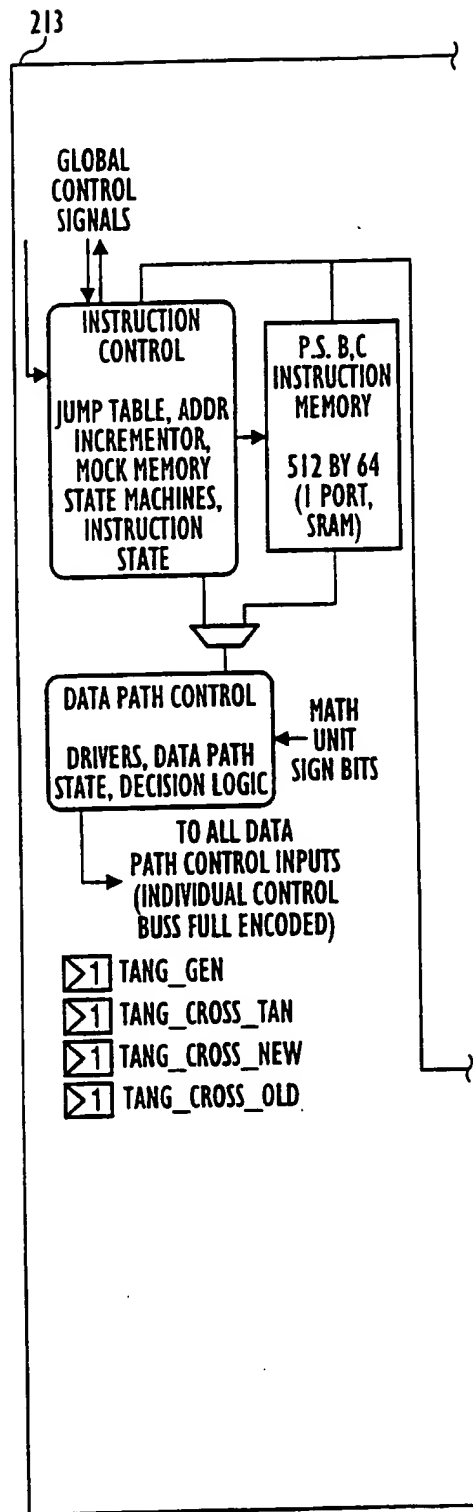 213
GLOBAL
CONTROL
SIGNALS
INSTRUCTION
CONTROL
JUMP TABLE, ADDR
INCREMENTOR,
MOCK MEMORY
STATE MACHINES,
INSTRUCTION
STATE
P.S. B,C
INSTRUCTION
MEMORY
512 BY 64
(1 PORT,
SRAM)
DATA PATH CONTROL
DRIVERS, DATA PATH
STATE, DECISION LOGIC
MATH
UNIT
SIGN BITS
TO ALL DATA
PATH CONTROL INPUTS
(INDIVIDUAL CONTROL
BUSS FULL ENCODED)
1 TANG_GEN
1 TANG_CROSS_TAN
1 TANG_CROSS_NEW
1 TANG_CROSS_OLD